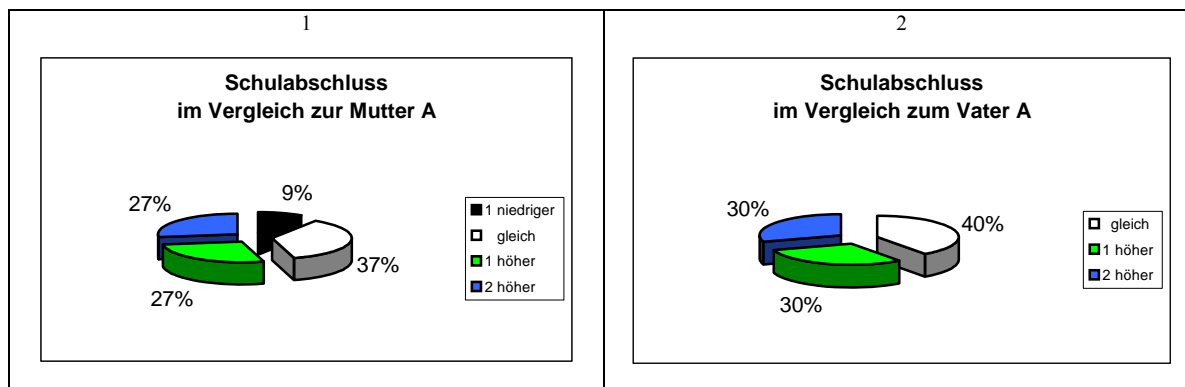 1
Schulabschluss
im Vergleich zur Mutter A
9%
27%
37%
27%
1 niedriger
gleich
1 höher
2 höher
2
Schulabschluss
im Vergleich zum Vater A
30%
40%
30%
gleich
1 höher
2 höher